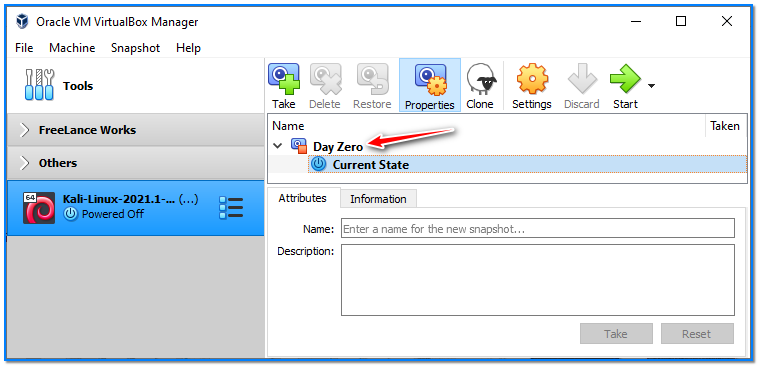 Oracle VM VirtualBox Manager
File Machine Snapshot Help
Tools
Take Delete Restore Properties Clone Settings Discard Start
FreeLance Works
Others
64
Kali-Linux-2021.1-... (...)
Powered Off
Name Taken
Day Zero
Current State
Attributes Information
Name: Enter a name for the new snapshot...
Description:
Take Reset